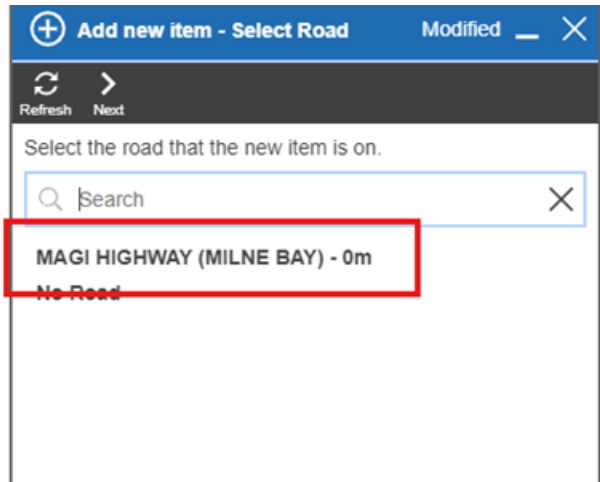 Add new item - Select Road Modified
Refresh Next
Select the road that the new item is on.
Search
MAGI HIGHWAY (MILNE BAY) - 0m
No Road